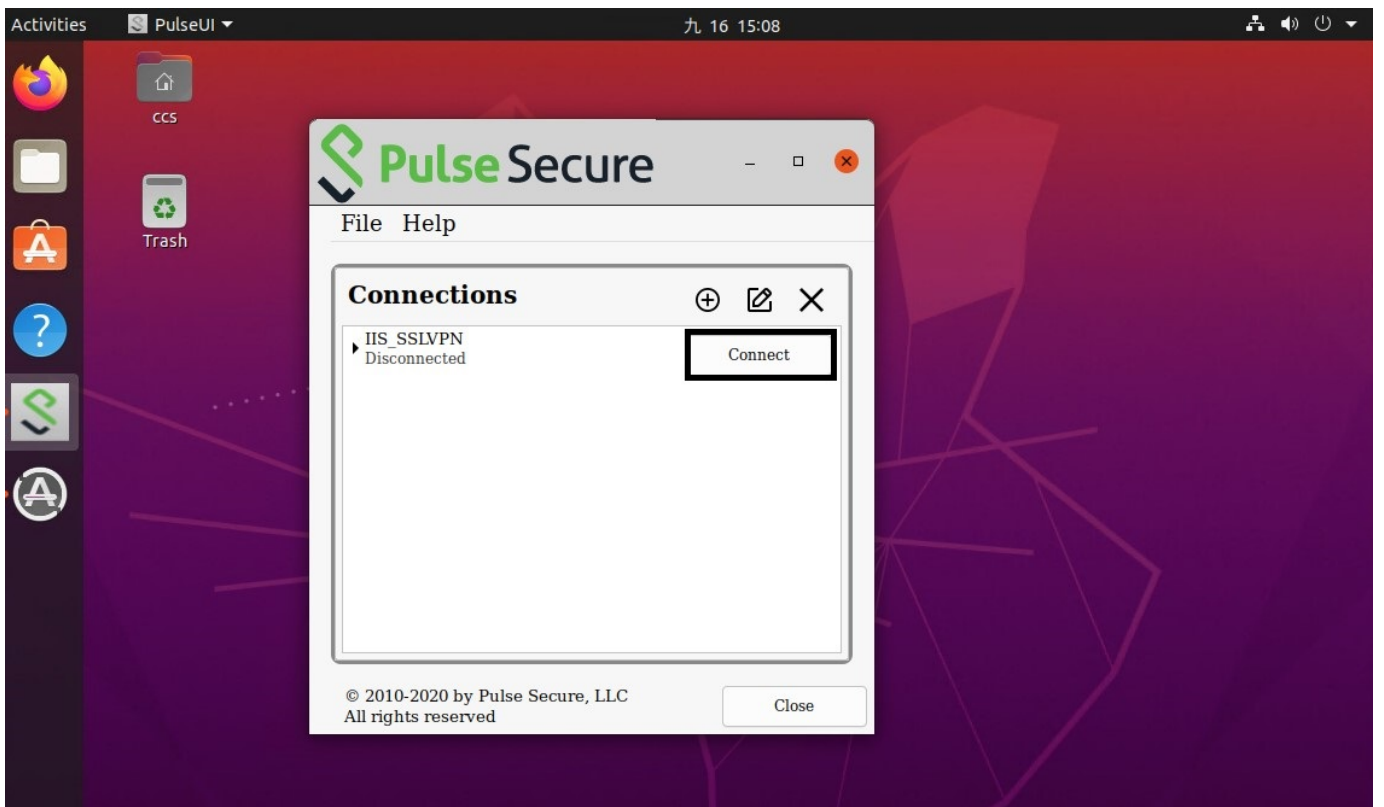 Activities
PulseUI
九 16 15:08
ccs
Trash
Pulse Secure
File Help
Connections
IIS_SSLVPN
Disconnected
Connect
© 2010-2020 by Pulse Secure, LLC
All rights reserved
Close